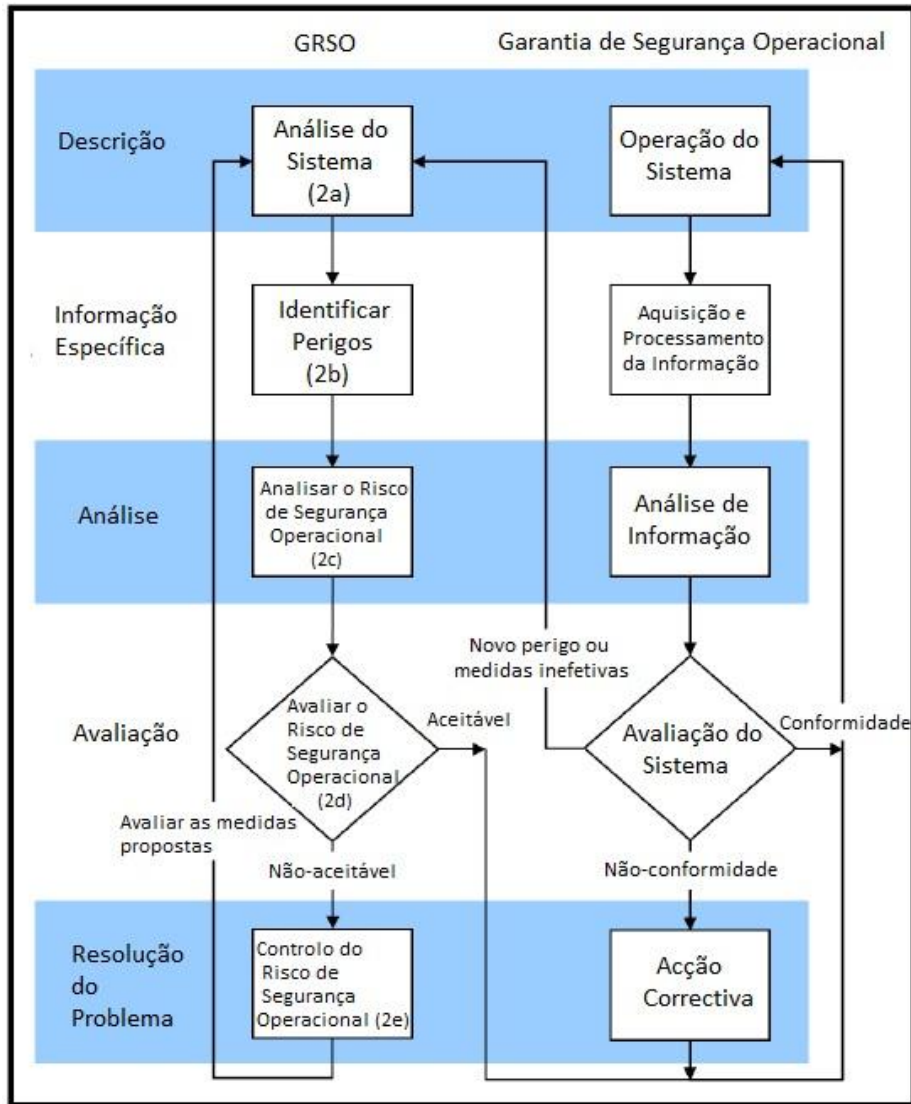 GRSO
Garantia de Segurança Operacional
Descrição
Análise do
Sistema
(2a)
Operação do
Sistema
Informação
Específica
Identificar
Perigos
(2b)
Aquisição e
Processamento
da Informação
Análise
Analisar o Risco
de Segurança
Operacional
(2c)
Análise de
Informação
Novo perigo ou
medidas inefetivas
Avaliação
Avaliar o
Risco de
Segurança
Operacional
(2d)
Aceitável
Avaliação do
Sistema
Conformidade
Avaliar as medidas
propostas
Não-aceitável
Não-conformidade
Resolução
do
Problema
Controlo do
Risco de
Segurança
Operacional (2e)
Acção
Correctiva